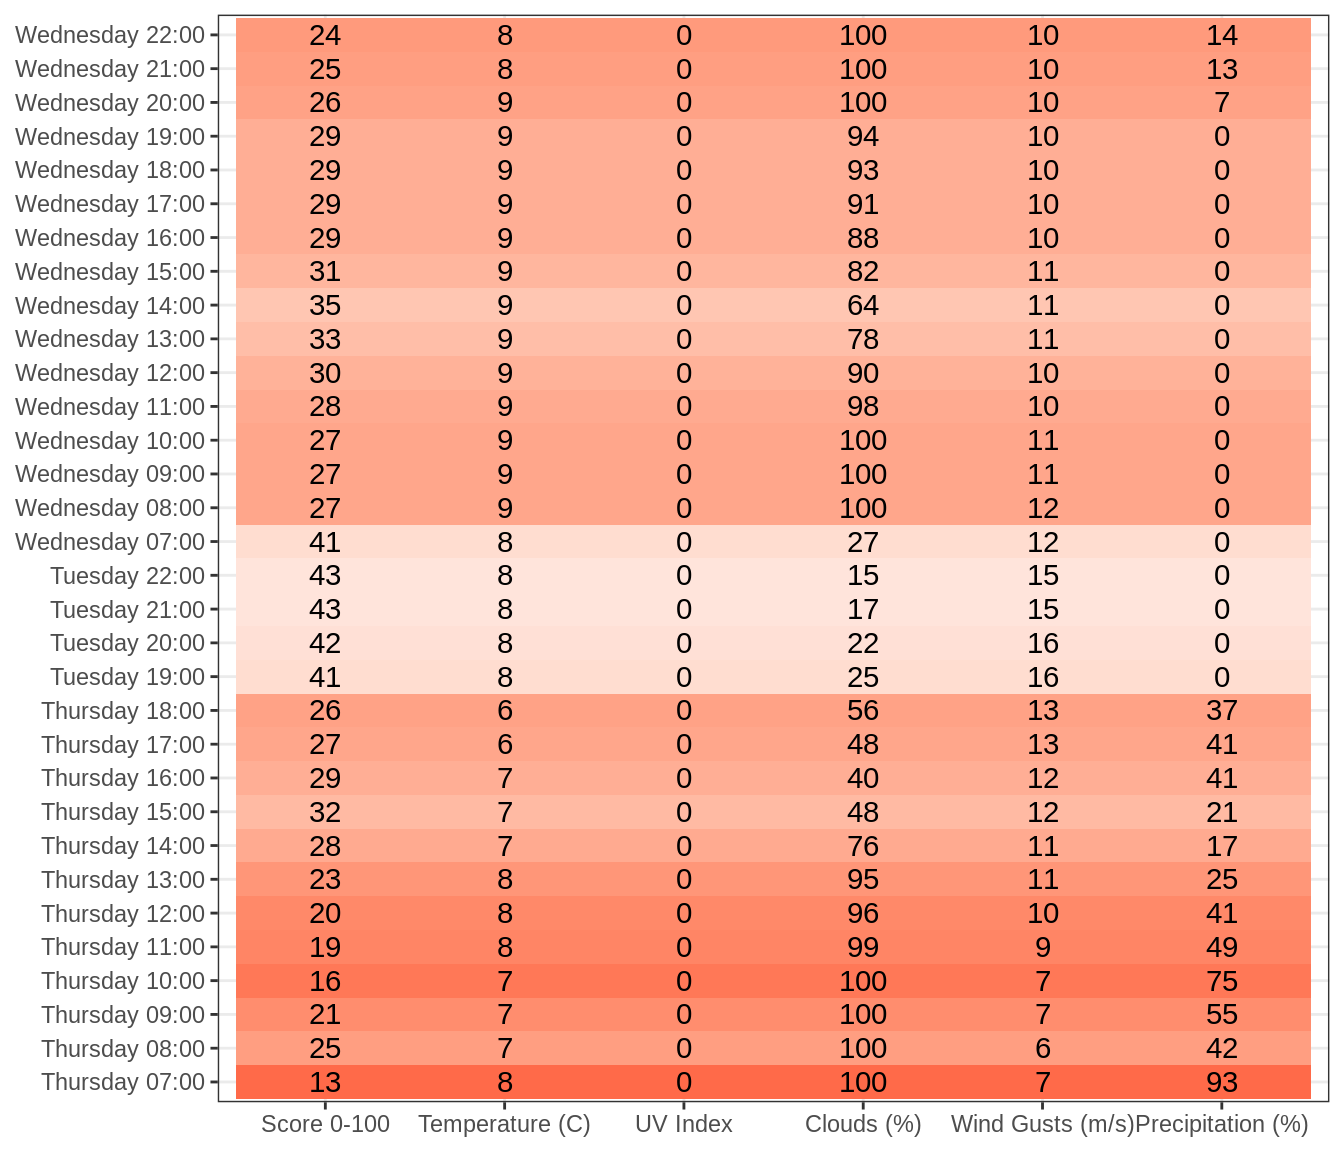 Wednesday 22:00 24 8 0 100 10 14
Wednesday 21:00 25 8 0 100 10 13
Wednesday 20:00 26 9 0 100 10 7
Wednesday 19:00 29 9 0 94 10 0
Wednesday 18:00 29 9 0 93 10 0
Wednesday 17:00 29 9 0 91 10 0
Wednesday 16:00 29 9 0 88 10 0
Wednesday 15:00 31 9 0 82 11 0
Wednesday 14:00 35 9 0 64 11 0
Wednesday 13:00 33 9 0 78 11 0
Wednesday 12:00 30 9 0 90 10 0
Wednesday 11:00 28 9 0 98 10 0
Wednesday 10:00 27 9 0 100 11 0
Wednesday 09:00 27 9 0 100 11 0
Wednesday 08:00 27 9 0 100 12 0
Wednesday 07:00 41 8 0 27 12 0
Tuesday 22:00 43 8 0 15 15 0
Tuesday 21:00 43 8 0 17 15 0
Tuesday 20:00 42 8 0 22 16 0
Tuesday 19:00 41 8 0 25 16 0
Thursday 18:00 26 6 0 56 13 37
Thursday 17:00 27 6 0 48 13 41
Thursday 16:00 29 7 0 40 12 41
Thursday 15:00 32 7 0 48 12 21
Thursday 14:00 28 7 0 76 11 17
Thursday 13:00 23 8 0 95 11 25
Thursday 12:00 20 8 0 96 10 41
Thursday 11:00 19 8 0 99 9 49
Thursday 10:00 16 7 0 100 7 75
Thursday 09:00 21 7 0 100 7 55
Thursday 08:00 25 7 0 100 6 42
Thursday 07:00 13 8 0 100 7 93
Score 0-100 Temperature (C) UV Index Clouds (%) Wind Gusts (m/s) Precipitation (%)